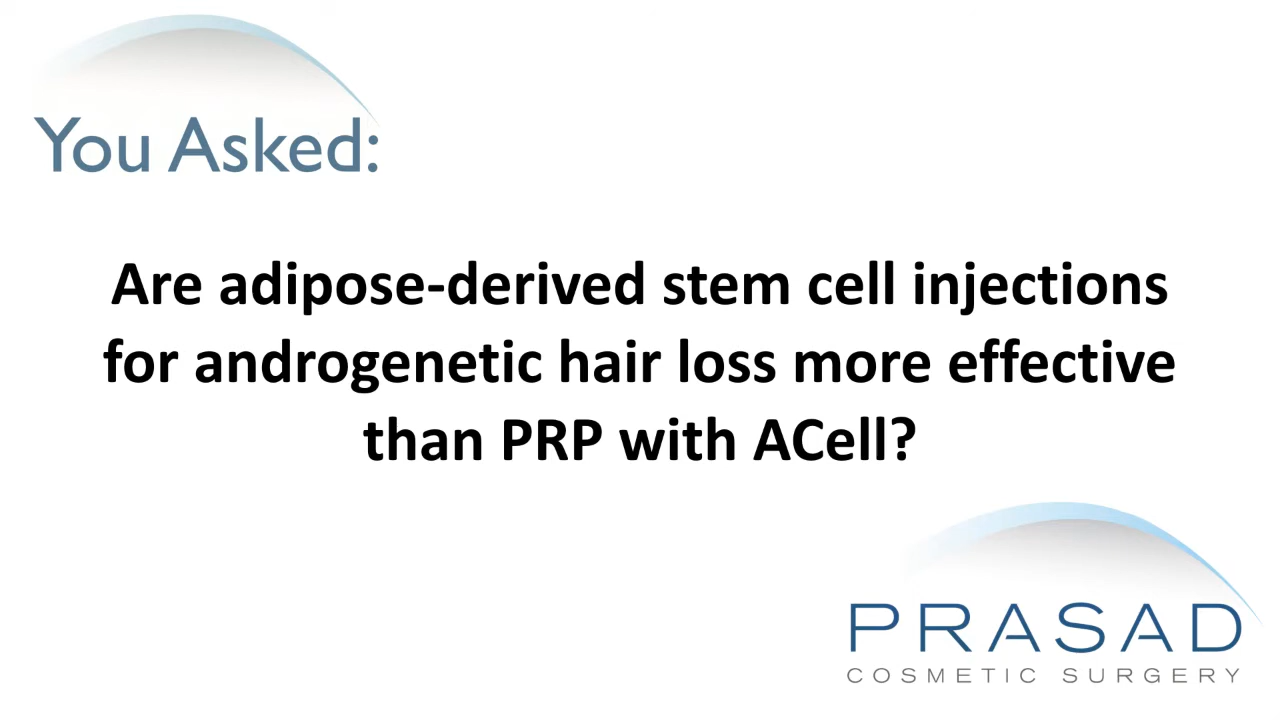 You Asked:
Are adipose-derived stem cell injections
for androgenetic hair loss more effective
than PRP with ACell?
PRASAD
COSMETIC SURGERY